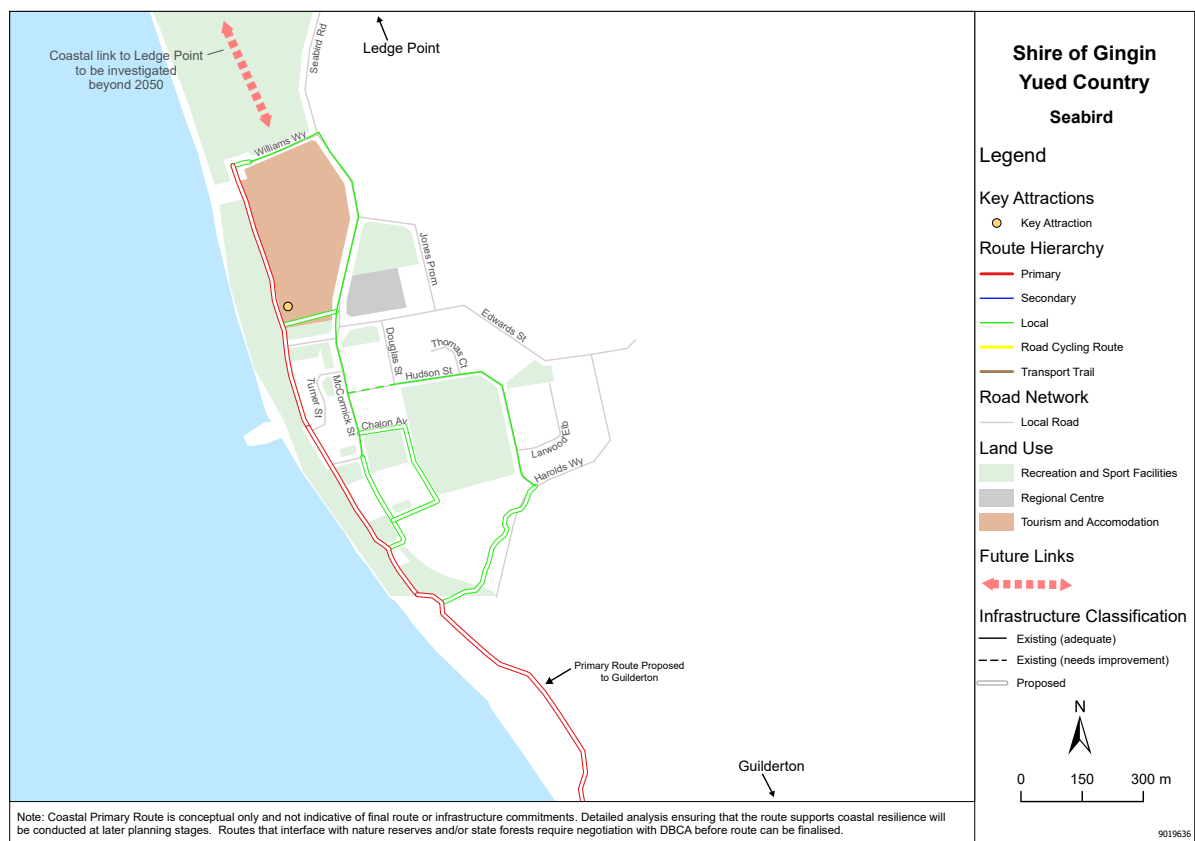 Ledge Point
Seabird Rd
Coastal link to Ledge Point
to be investigated
beyond 2050
Williams Wy
Jones Prom
Edwards St
Douglas St
Thomas Ct
Hudson St
McCormick St
Turner St
Chalon Av
Larwood Elb
Harolds Wy
Primary Route Proposed
to Guilderton
Guilderton
Shire of Gingin
Yued Country
Seabird
Legend
Key Attractions
Key Attraction
Route Hierarchy
Primary
Secondary
Local
Road Cycling Route
Transport Trail
Road Network
Local Road
Land Use
Recreation and Sport Facilities
Regional Centre
Tourism and Accomodation
Future Links
Infrastructure Classification
Existing (adequate)
Existing (needs improvement)
Proposed
N
0 150 300 m
Note: Coastal Primary Route is conceptual only and not indicative of final route or infrastructure commitments. Detailed analysis ensuring that the route supports coastal resilience will
be conducted at later planning stages. Routes that interface with nature reserves and/or state forests require negotiation with DBCA before route can be finalised.
9019636